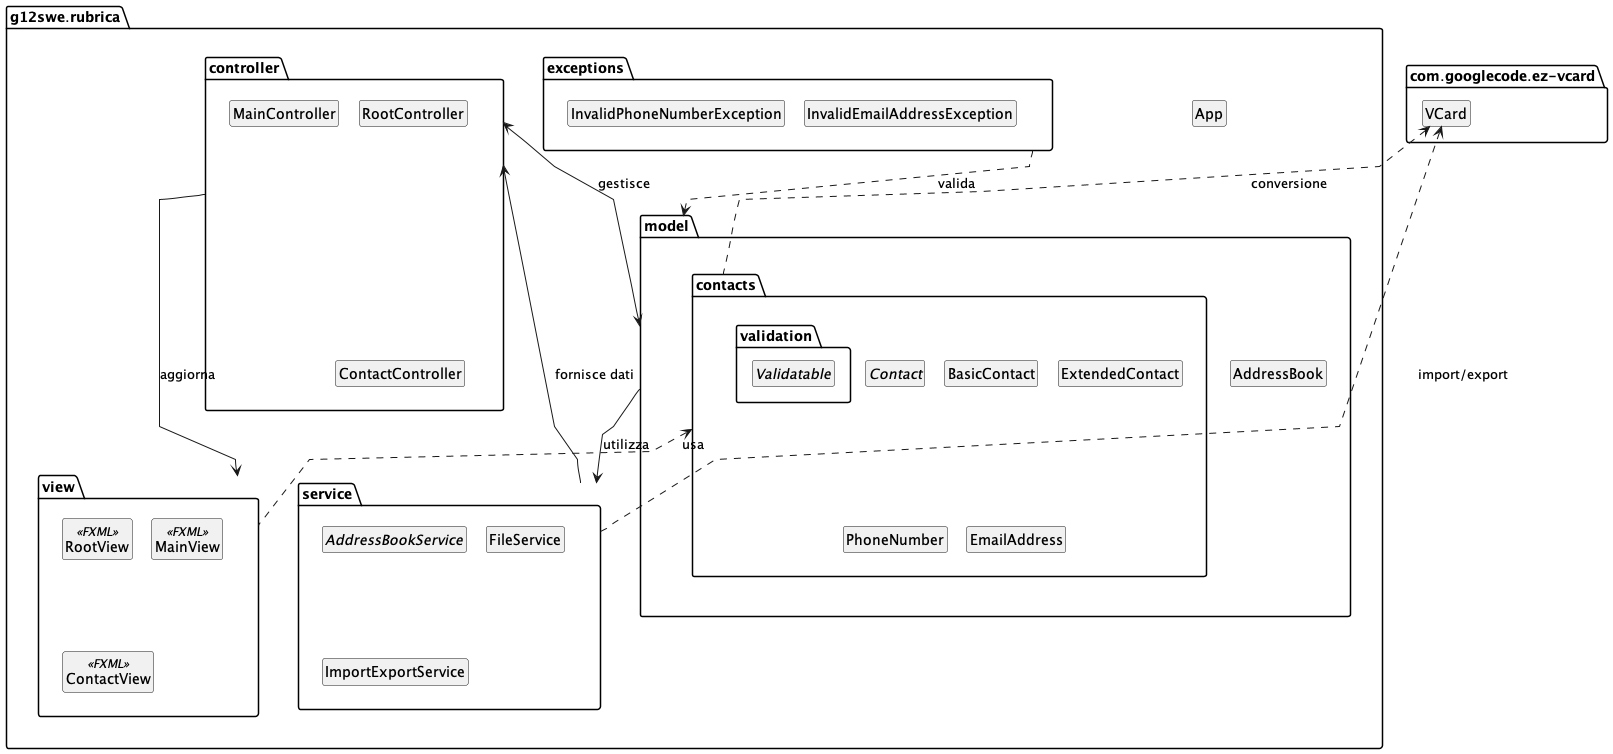 g12swe.rubrica
controller
MainController
RootController
ContactController
exceptions
InvalidPhoneNumberException
InvalidEmailAddressException
App
com.googlecode.ez-vcard
VCard
gestisce
valida
conversione
model
contacts
validation
Validatable
Contact
BasicContact
ExtendedContact
AddressBook
PhoneNumber
EmailAddress
aggiorna
fornisce dati
import/export
utilizza
usa
view
«FXML»
RootView
«FXML»
MainView
«FXML»
ContactView
service
AddressBookService
FileService
ImportExportService